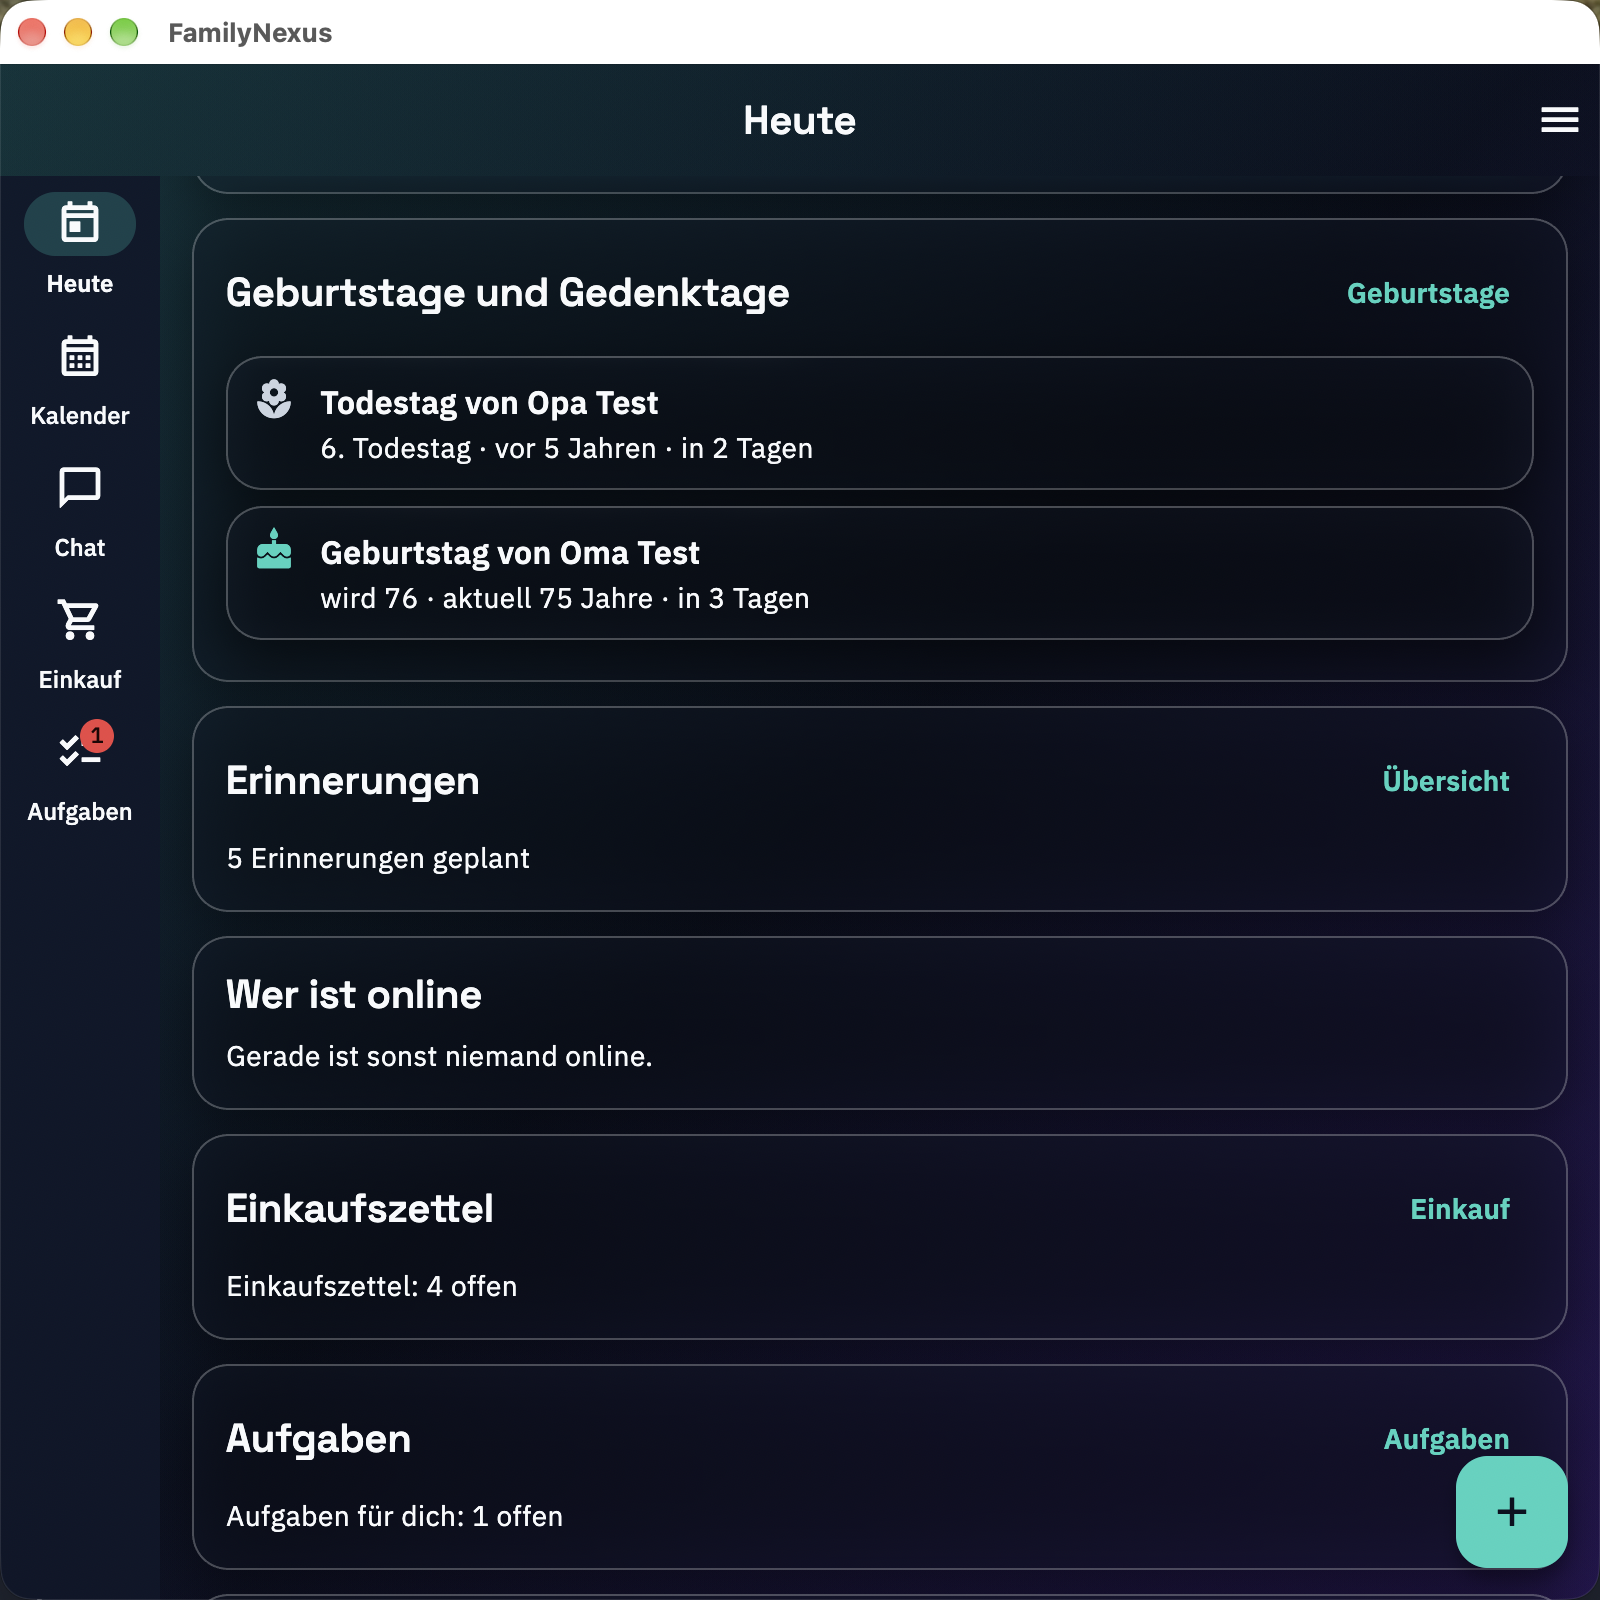 FamilyNexus
Heute
Heute
Kalender
Chat
Einkauf
1
Aufgaben
Geburtstage und Gedenktage
Geburtstage
Todestag von Opa Test
6. Todestag · vor 5 Jahren · in 2 Tagen
Geburtstag von Oma Test
wird 76 · aktuell 75 Jahre · in 3 Tagen
Erinnerungen
Übersicht
5 Erinnerungen geplant
Wer ist online
Gerade ist sonst niemand online.
Einkaufszettel
Einkauf
Einkaufszettel: 4 offen
Aufgaben
Aufgaben
Aufgaben für dich: 1 offen
+